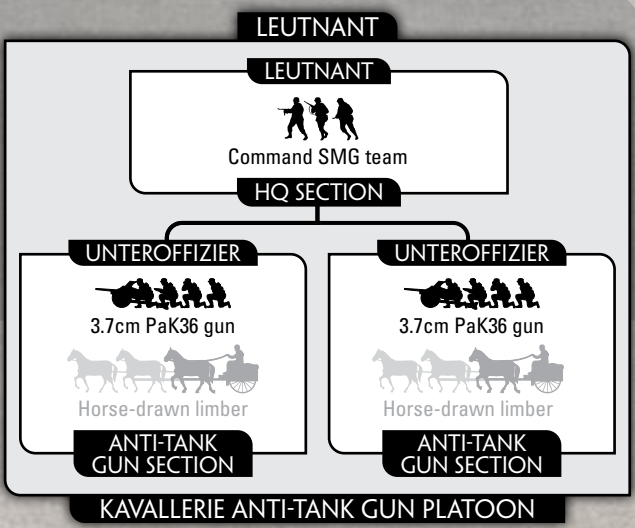 LEUTNANT
LEUTNANT
Command SMG team
HQ SECTION
UNTEROFFIZIER
3.7cm PaK36 gun
Horse-drawn limber
ANTI-TANK
GUN SECTION
UNTEROFFIZIER
3.7cm PaK36 gun
Horse-drawn limber
ANTI-TANK
GUN SECTION
KAVALLERIE ANTI-TANK GUN PLATOON